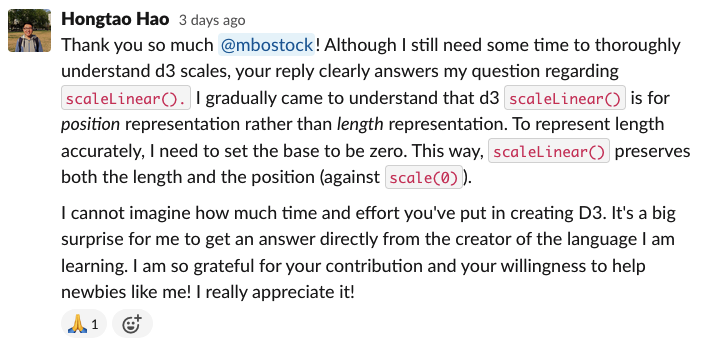 Hongtao Hao 3 days ago
Thank you so much @mbostock! Although I still need some time to thoroughly
understand d3 scales, your reply clearly answers my question regarding
scaleLinear(). I gradually came to understand that d3 scaleLinear() is for
position representation rather than length representation. To represent length
accurately, I need to set the base to be zero. This way, scaleLinear() preserves
both the length and the position (against scale(0)).
I cannot imagine how much time and effort you've put in creating D3. It's a big
surprise for me to get an answer directly from the creator of the language I am
learning. I am so grateful for your contribution and your willingness to help
newbies like me! I really appreciate it!
🙏 1